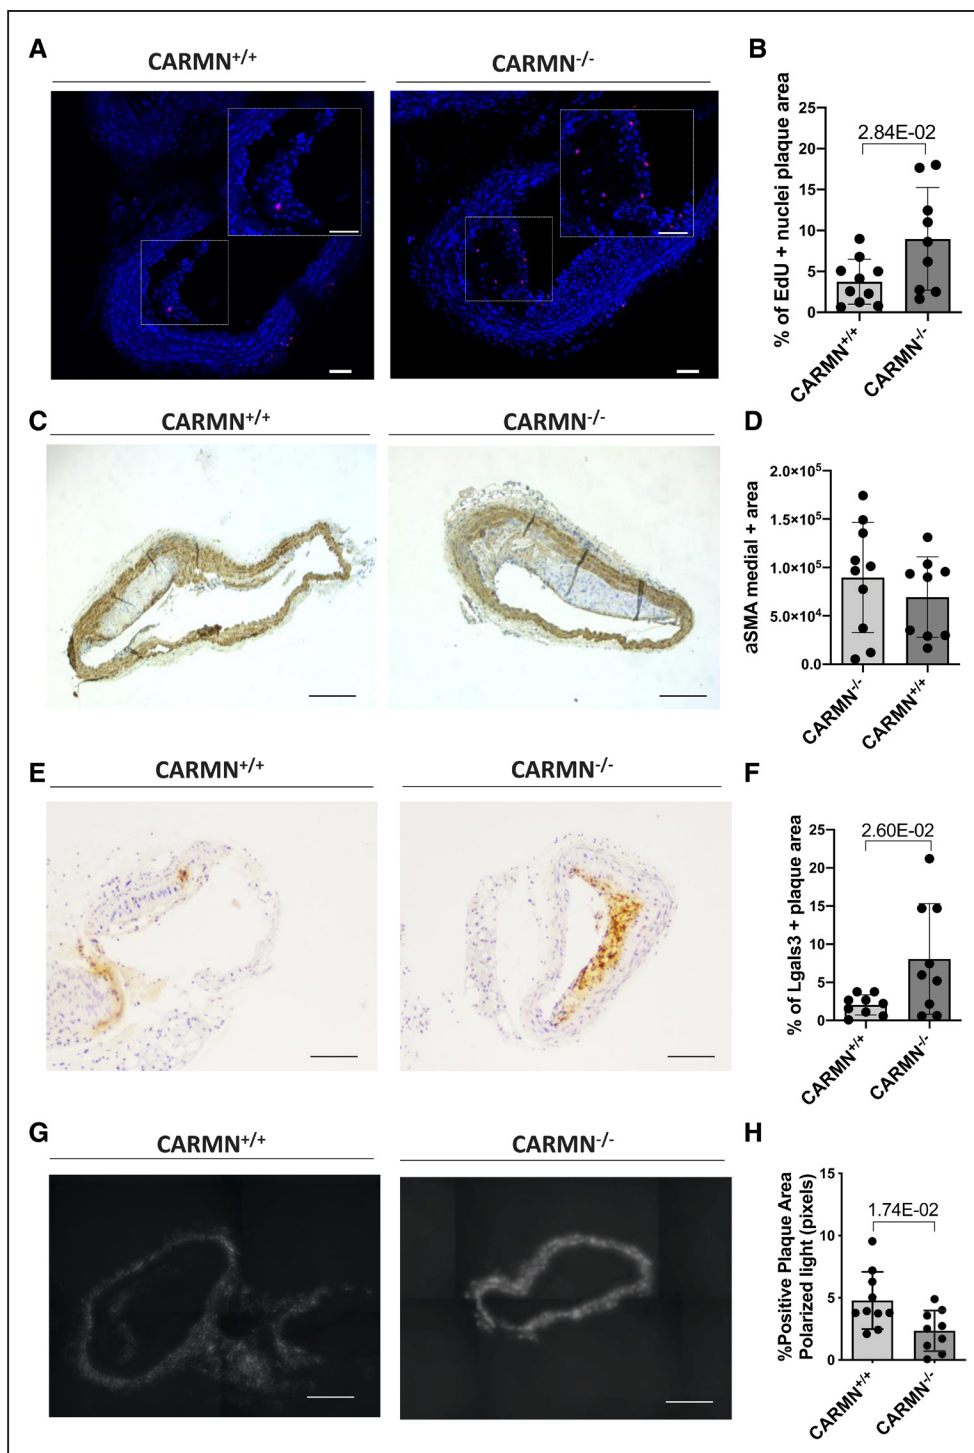 A
CARMN+/+
CARMN-/-
B
% of EdU + nuclei plaque area
25
20
15
10
5
0
2.84E-02
CARMN+/+
CARMN-/-
C
CARMN+/+
CARMN-/-
D
aSMA medial + area
2.0×10⁵
1.5×10⁵
1.0×10⁵
5.0×10⁴
0.0
CARMN-/-
CARMN+/+
E
CARMN+/+
CARMN-/-
F
% of Lgals3 + plaque area
25
20
15
10
5
0
2.60E-02
CARMN+/+
CARMN-/-
G
CARMN+/+
CARMN-/-
H
%Positive Plaque Area
Polarized light (pixels)
15
10
5
0
1.74E-02
CARMN+/+
CARMN-/-